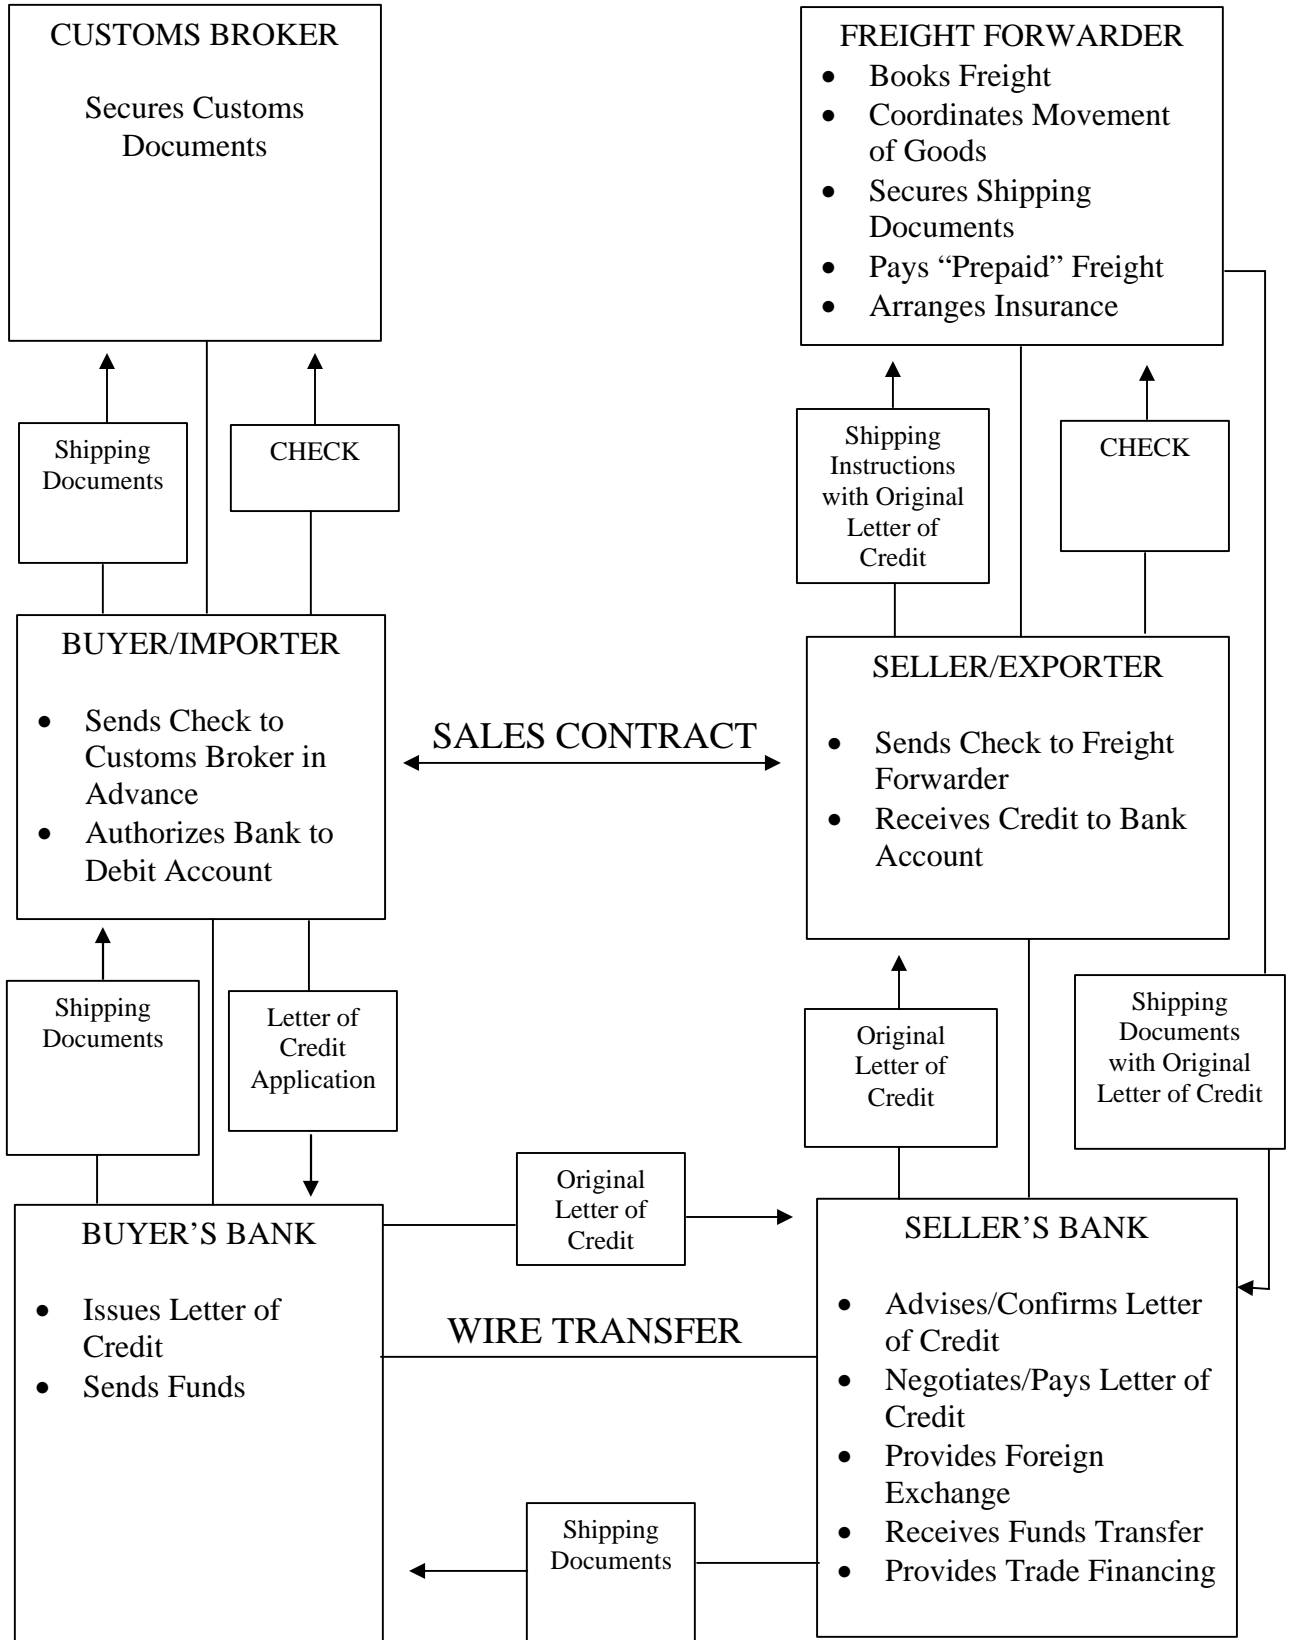 CUSTOMS BROKER
Secures Customs
Documents
FREIGHT FORWARDER
• Books Freight
• Coordinates Movement
of Goods
• Secures Shipping
Documents
• Pays “Prepaid” Freight
• Arranges Insurance
Shipping
Documents
CHECK
Shipping
Instructions
with Original
Letter of
Credit
CHECK
BUYER/IMPORTER
• Sends Check to
Customs Broker in
Advance
• Authorizes Bank to
Debit Account
SALES CONTRACT
SELLER/EXPORTER
• Sends Check to Freight
Forwarder
• Receives Credit to Bank
Account
Shipping
Documents
Letter of
Credit
Application
Original
Letter of
Credit
Shipping
Documents
with Original
Letter of Credit
Original
Letter of
Credit
BUYER’S BANK
• Issues Letter of
Credit
• Sends Funds
WIRE TRANSFER
SELLER’S BANK
• Advises/Confirms Letter
of Credit
• Negotiates/Pays Letter of
Credit
• Provides Foreign
Exchange
• Receives Funds Transfer
• Provides Trade Financing
Shipping
Documents